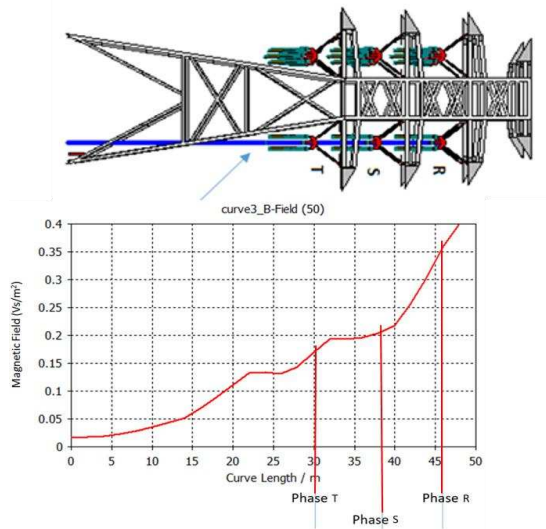 T S R
curve3_B-Field (50)
Magnetic Field (Vs/m²)
0.4
0.35
0.3
0.25
0.2
0.15
0.1
0.05
0
0 5 10 15 20 25 30 35 40 45 50
Curve Length / m
Phase T
Phase S
Phase R